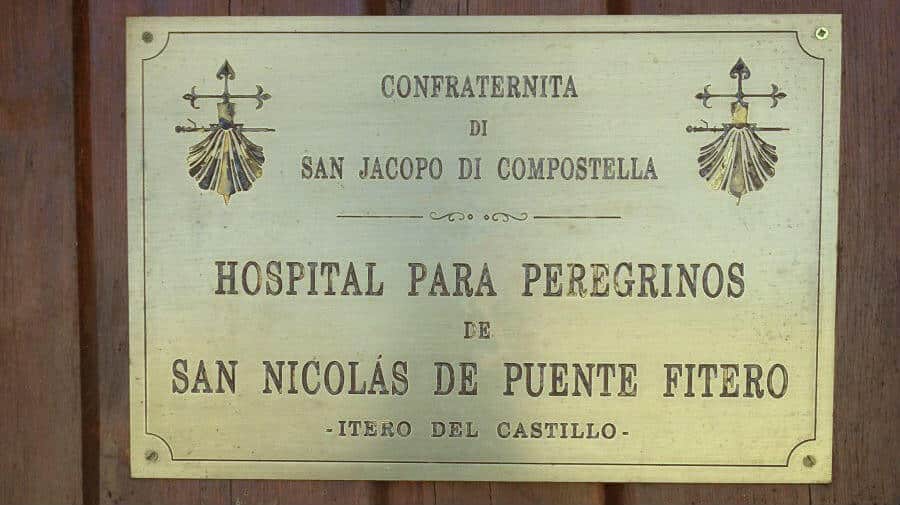 CONFRATERNITA
DI
SAN JACOPO DI COMPOSTELLA
HOSPITAL PARA PEREGRINOS
DE
SAN NICOLÁS DE PUENTE FITERO
-ITERO DEL CASTILLO-